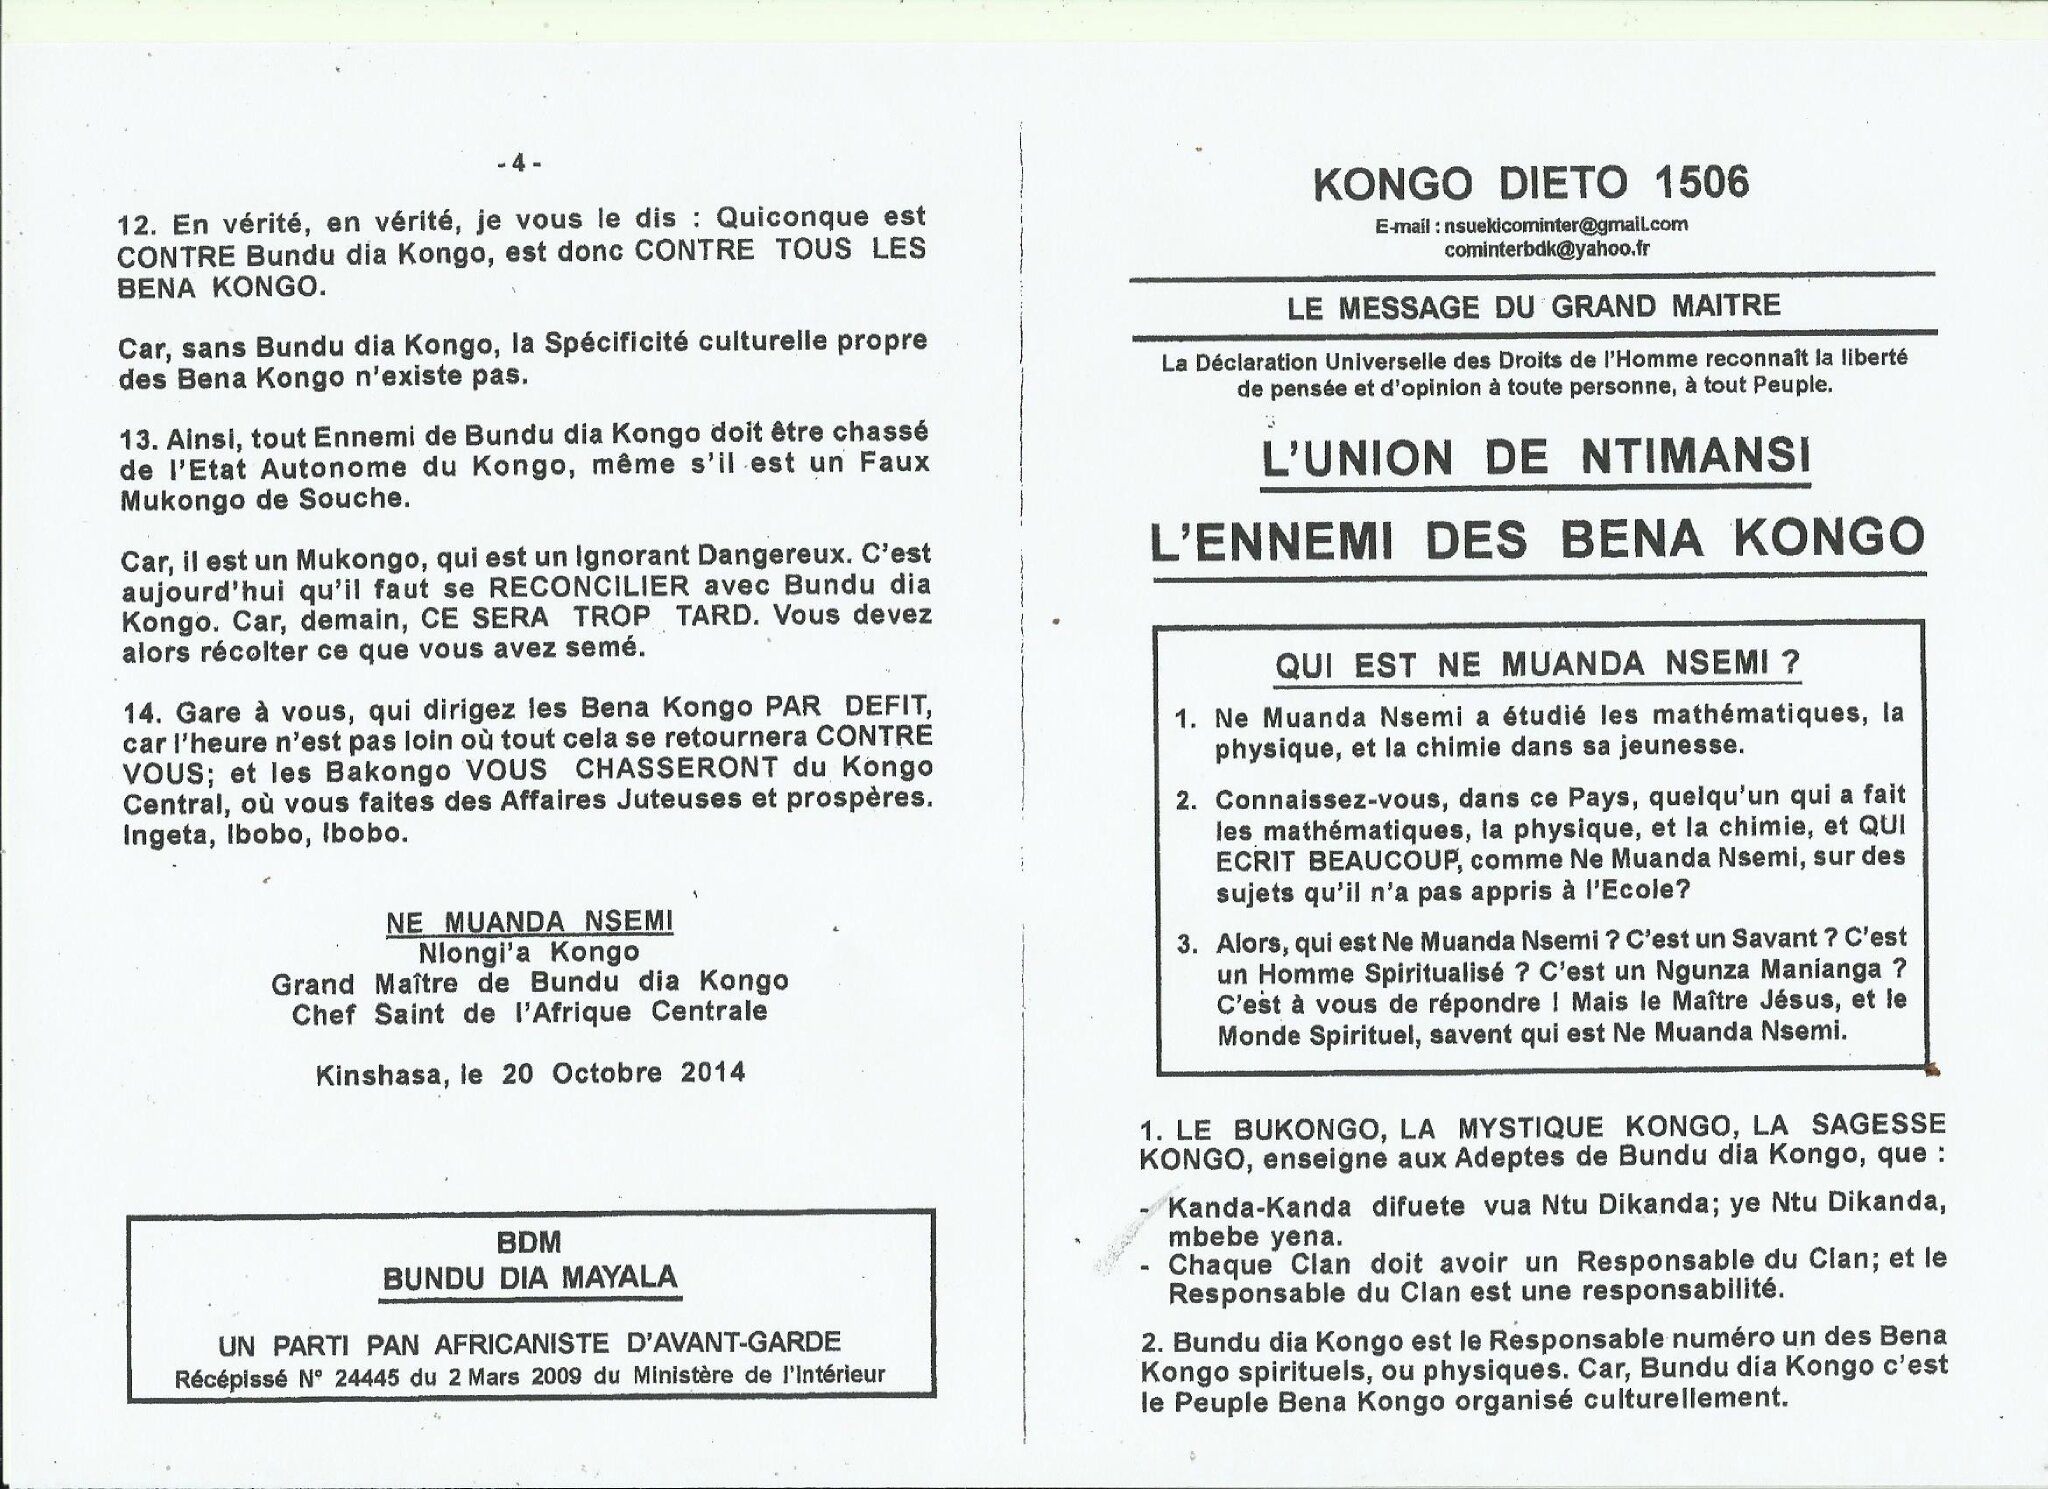 - 4 -
12. En vérité, en vérité, je vous le dis : Quiconque est
CONTRE Bundu dia Kongo, est donc CONTRE TOUS LES
BENA KONGO.
Car, sans Bundu dia Kongo, la Spécificité culturelle propre
des Bena Kongo n'existe pas.
13. Ainsi, tout Ennemi de Bundu dia Kongo doit être chassé
de l'Etat Autonome du Kongo, même s'il est un Faux
Mukongo de Souche.
Car, il est un Mukongo, qui est un Ignorant Dangereux. C'est
aujourd'hui qu'il faut se RECONCILIER avec Bundu dia
Kongo. Car, demain, CE SERA TROP TARD. Vous devez
alors récolter ce que vous avez semé.
14. Gare à vous, qui dirigez les Bena Kongo PAR DEFIT,
car l'heure n'est pas loin où tout cela se retournera CONTRE
VOUS; et les Bakongo VOUS CHASSERONT du Kongo
Central, où vous faites des Affaires Juteuses et prospères.
Ingeta, Ibobo, Ibobo.
NE MUANDA NSEMI
Nlongi'a Kongo
Grand Maître de Bundu dia Kongo
Chef Saint de l'Afrique Centrale
Kinshasa, le 20 Octobre 2014
BDM
BUNDU DIA MAYALA
UN PARTI PAN AFRICANISTE D'AVANT-GARDE
Récépissé N° 24445 du 2 Mars 2009 du Ministère de l'Intérieur
KONGO DIETO 1506
E-mail : nsuekicominter@gmail.com
cominterbdk@yahoo.fr
LE MESSAGE DU GRAND MAITRE
La Déclaration Universelle des Droits de l'Homme reconnaît la liberté
de pensée et d'opinion à toute personne, à tout Peuple.
L'UNION DE NTIMANSI
L'ENNEMI DES BENA KONGO
QUI EST NE MUANDA NSEMI ?
1. Ne Muanda Nsemi a étudié les mathématiques, la
physique, et la chimie dans sa jeunesse.
2. Connaissez-vous, dans ce Pays, quelqu'un qui a fait
les mathématiques, la physique, et la chimie, et QUI
ECRIT BEAUCOUP, comme Ne Muanda Nsemi, sur des
sujets qu'il n'a pas appris à l'Ecole?
3. Alors, qui est Ne Muanda Nsemi ? C'est un Savant ? C'est
un Homme Spiritualisé ? C'est un Ngunza Manianga ?
C'est à vous de répondre ! Mais le Maître Jésus, et le
Monde Spirituel, savent qui est Ne Muanda Nsemi.
1. LE BUKONGO, LA MYSTIQUE KONGO, LA SAGESSE
KONGO, enseigne aux Adeptes de Bundu dia Kongo, que :
- Kanda-Kanda difuete vua Ntu Dikanda; ye Ntu Dikanda,
mbebe yena.
- Chaque Clan doit avoir un Responsable du Clan; et le
Responsable du Clan est une responsabilité.
2. Bundu dia Kongo est le Responsable numéro un des Bena
Kongo spirituels, ou physiques. Car, Bundu dia Kongo c'est
le Peuple Bena Kongo organisé culturellement.